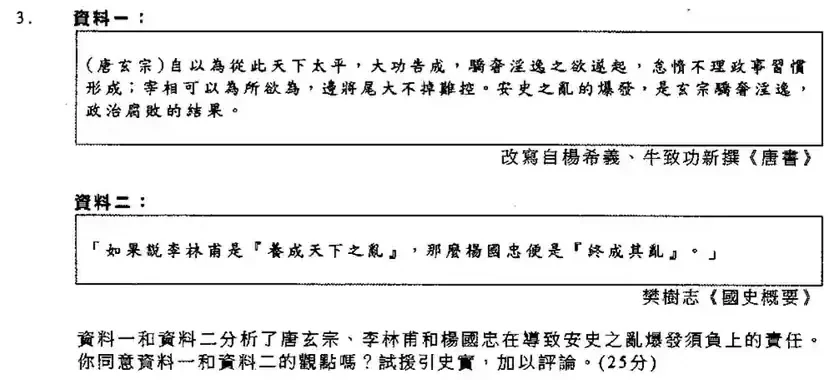 3. 資料一：
(唐玄宗)自以為從此天下太平，大功告成，驕奢淫逸之欲遂起，怠惰不理政事習慣
形成；宰相可以為所欲為，邊將尾大不掉難控。安史之亂的爆發，是玄宗驕奢淫逸，
政治腐敗的結果。
改寫自楊希義、牛致功新撰《唐書》
資料二：
「如果說李林甫是『養成天下之亂』，那麼楊國忠便是『終成其亂』。」
樊樹志《國史概要》
資料一和資料二分析了唐玄宗、李林甫和楊國忠在導致安史之亂爆發須負上的責任。
你同意資料一和資料二的觀點嗎？試援引史實，加以評論。(25分)